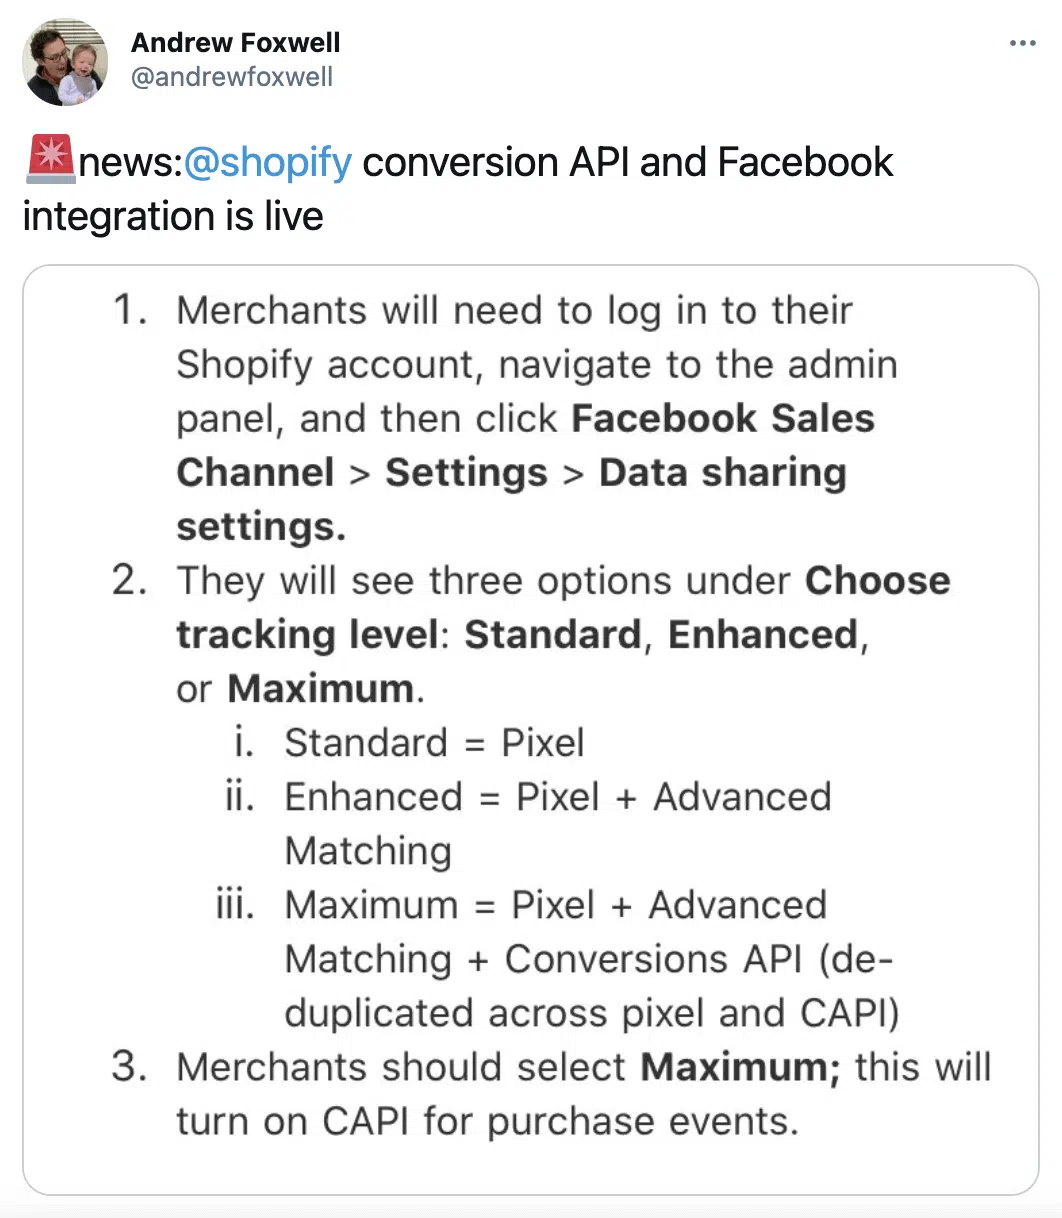 Andrew Foxwell
@andrewfoxwell
🚨news:@shopify conversion API and Facebook
integration is live
1. Merchants will need to log in to their
Shopify account, navigate to the admin
panel, and then click Facebook Sales
Channel > Settings > Data sharing
settings.
2. They will see three options under Choose
tracking level: Standard, Enhanced,
or Maximum.
i. Standard = Pixel
ii. Enhanced = Pixel + Advanced
Matching
iii. Maximum = Pixel + Advanced
Matching + Conversions API (de-
duplicated across pixel and CAPI)
3. Merchants should select Maximum; this will
turn on CAPI for purchase events.